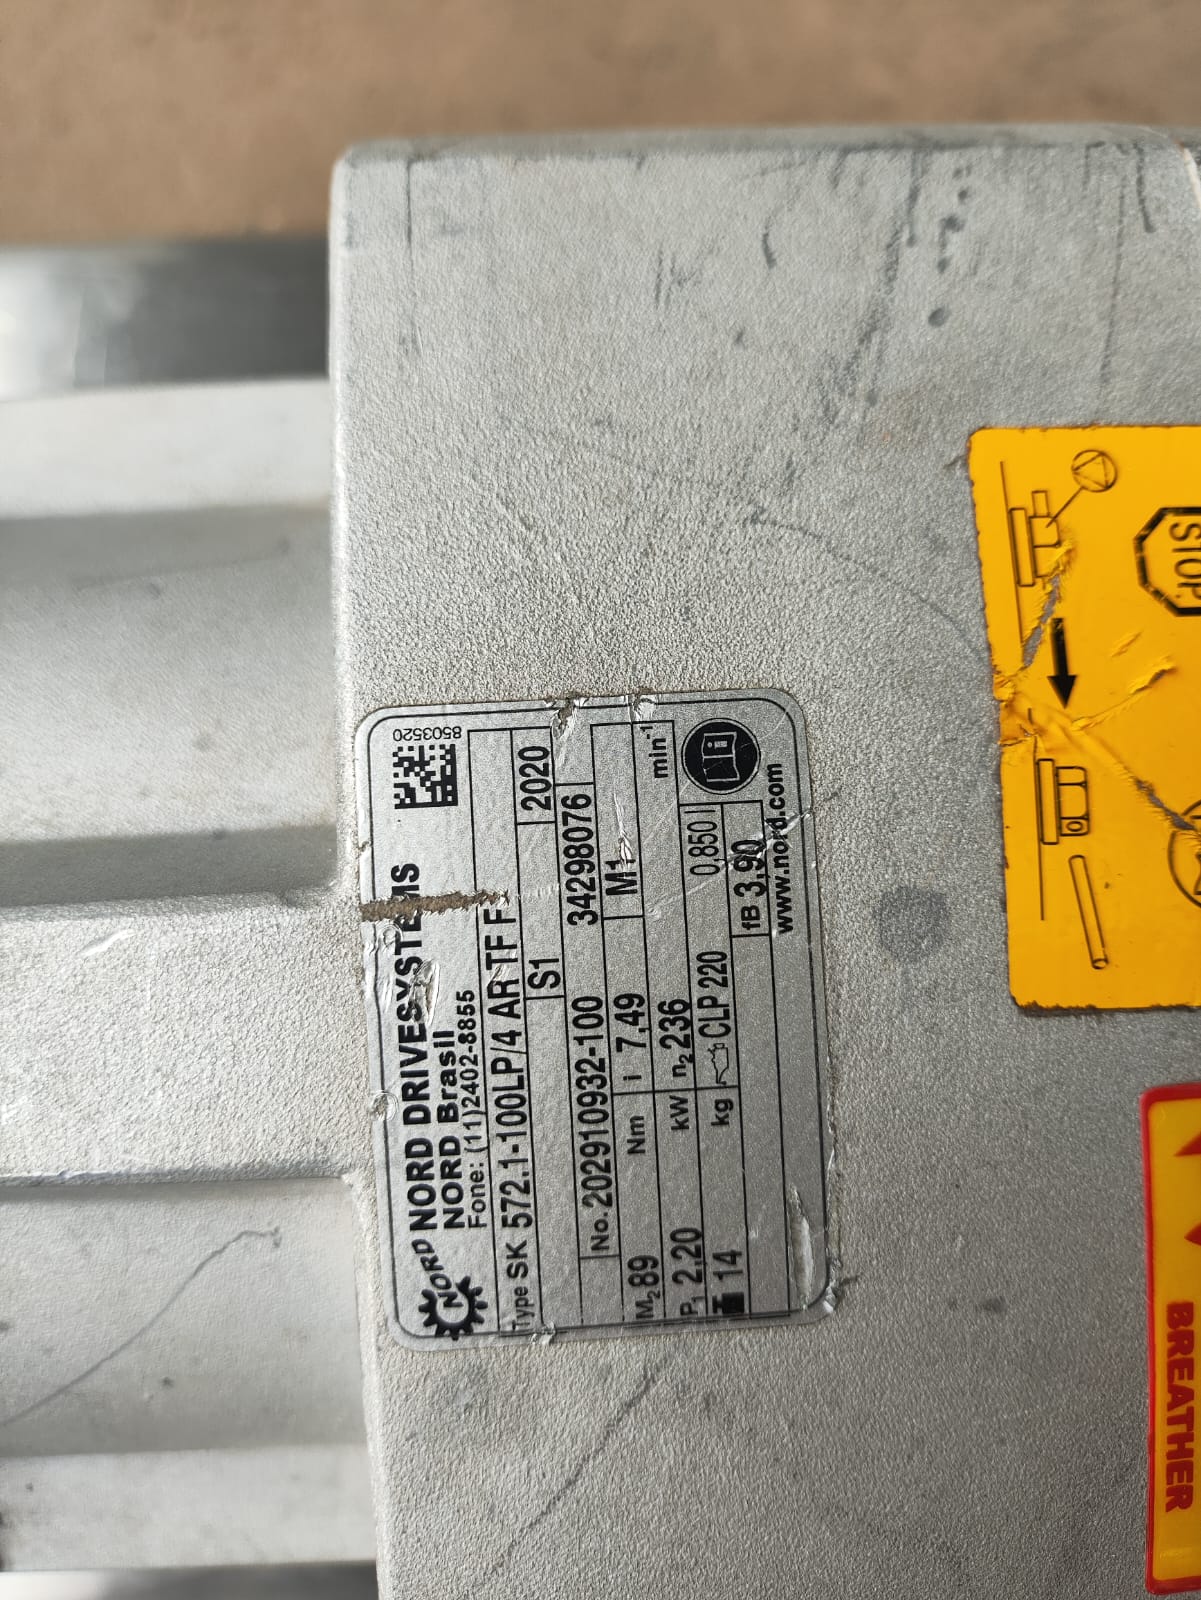 NORD
NORD DRIVESYSTEMS
NORD Brasil
Fone: (11)2402-8855
8503520
Type SK 572.1-100LP/4 AR TF F
S1 2020
No. 202910932-100 34298076
M2 89 Nm i 7,49 M1
P1 2,20 kW n2 236 min-1
14 kg CLP 220 0,850 l
fB 3,90
www.nord.com
STOP
BREATHER